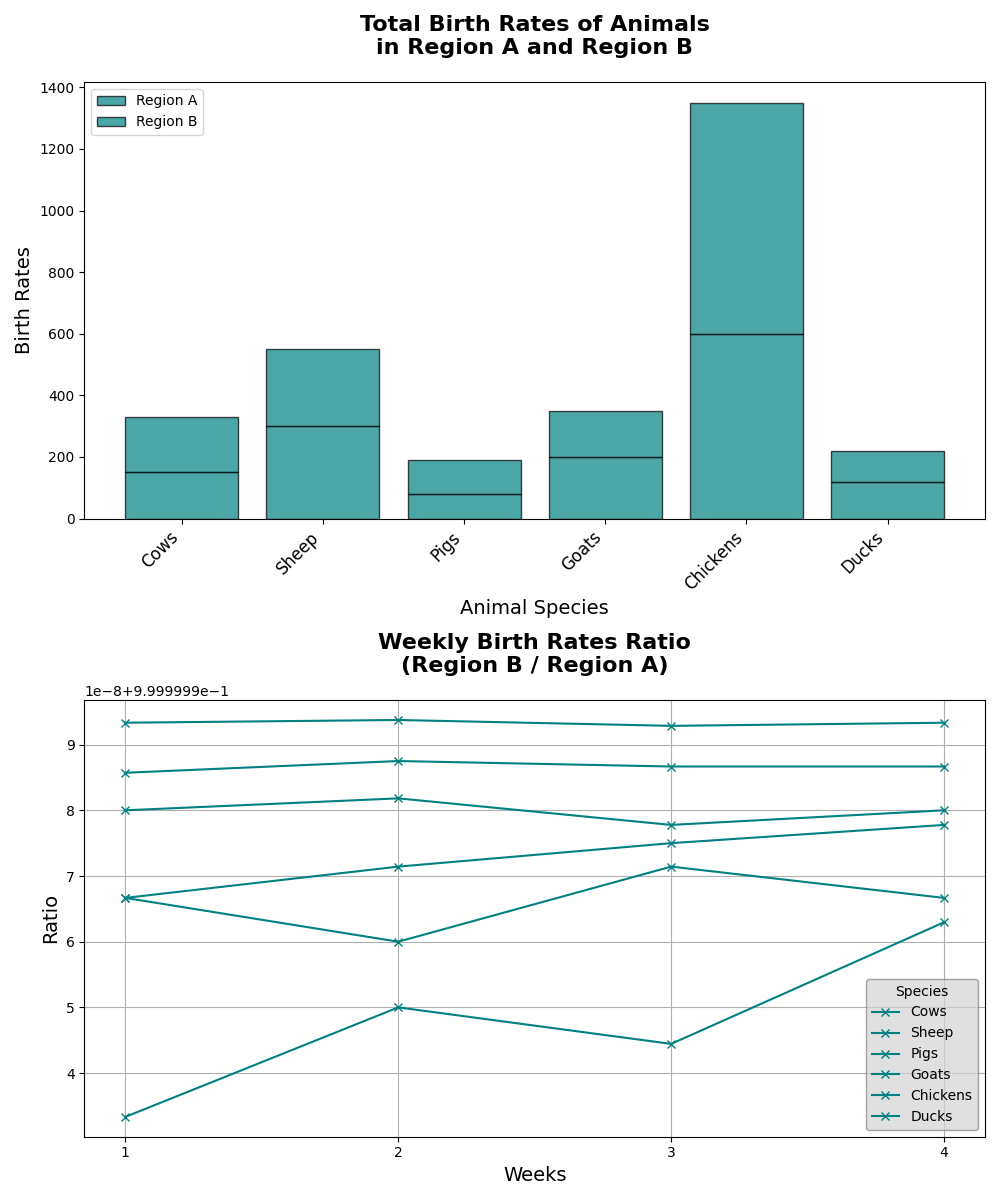 Total Birth Rates of Animals
in Region A and Region B
1400
1200
1000
800
600
400
200
0
Birth Rates
Region A
Region B
Cows
Sheep
Pigs
Goats
Chickens
Ducks
Animal Species
Weekly Birth Rates Ratio
(Region B / Region A)
1e−8+9.999999e−1
9
8
7
6
5
4
Ratio
Species
Cows
Sheep
Pigs
Goats
Chickens
Ducks
1
2
3
4
Weeks